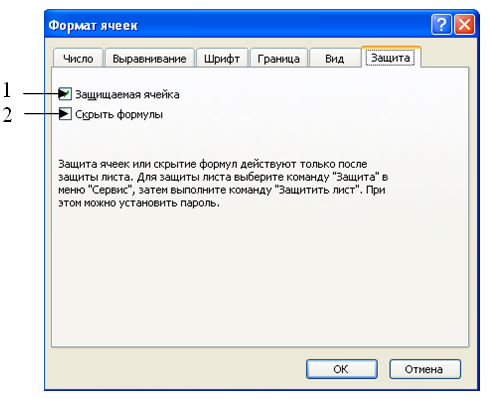 Формат ячеек
Число Выравнивание Шрифт Граница Вид Защита
1 Защищаемая ячейка
2 Скрыть формулы
Защита ячеек или скрытие формул действуют только после
защиты листа. Для защиты листа выберите команду "Защита" в
меню "Сервис", затем выполните команду "Защитить лист". При
этом можно установить пароль.
ОК Отмена